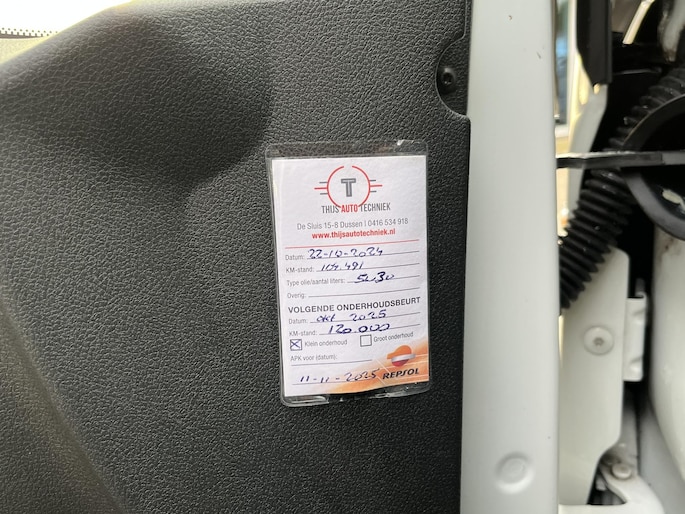 T
THIJS AUTO TECHNIEK
De Sluis 15-8 Dussen | 0416 534 918
www.thijsautotechniek.nl
Datum: 22-10-2024
KM-stand: 104.491
Type olie/aantal liters: 5W30
Overig:
VOLGENDE ONDERHOUDSBEURT
Datum: okt 2025
KM-stand: 120.000
Klein onderhoud Groot onderhoud
APK voor (datum):
11-11-2025
REPSOL